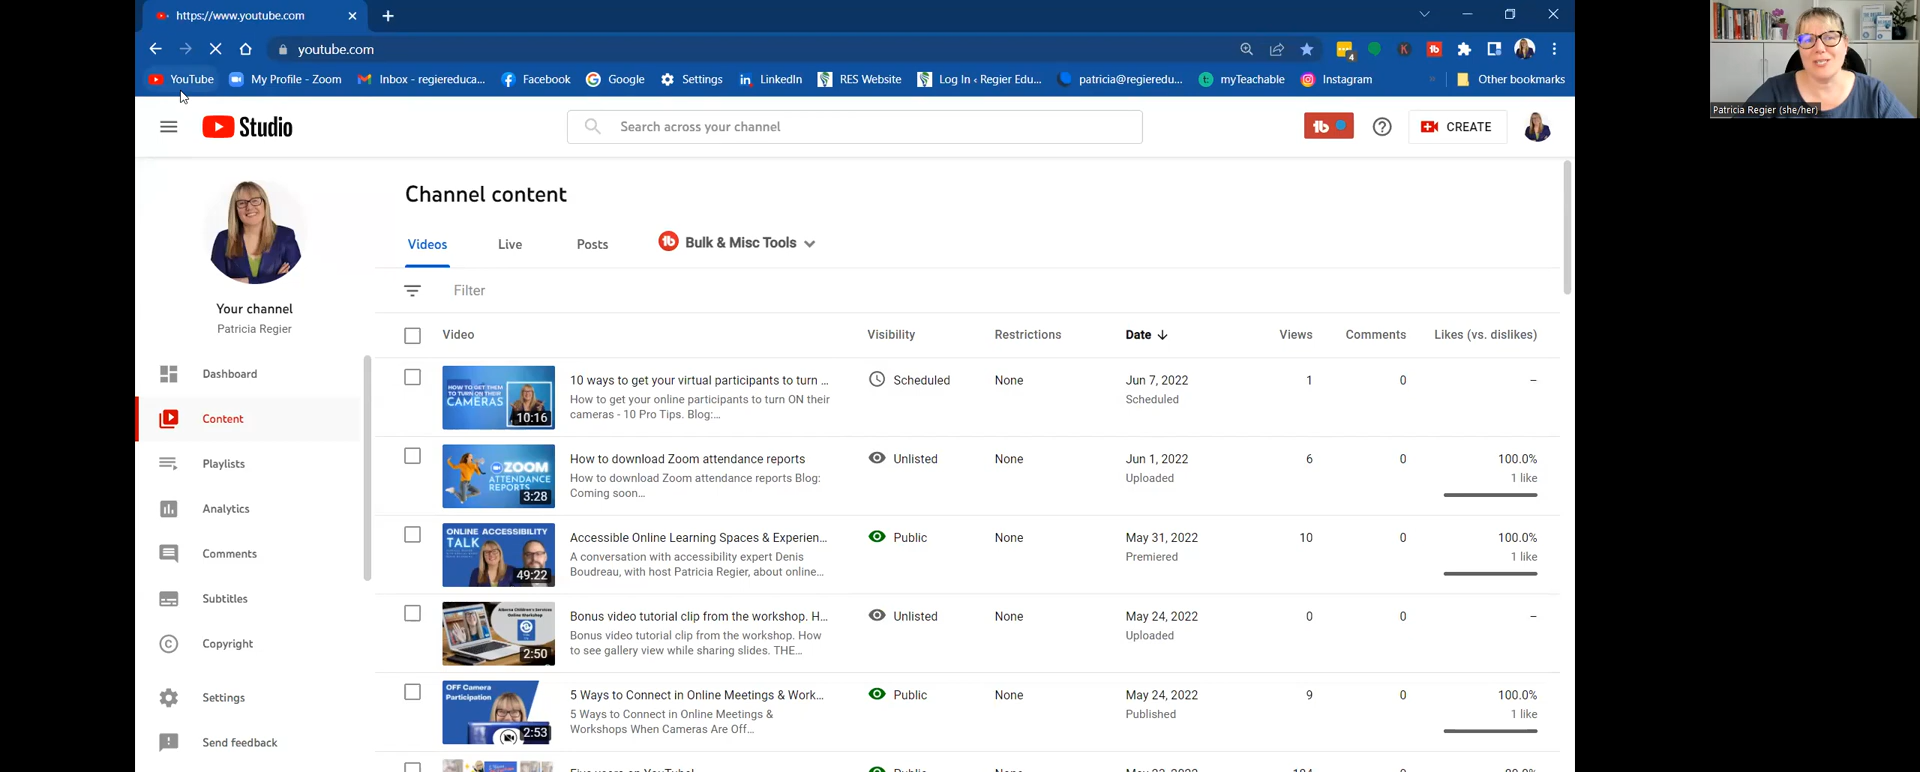 https://www.youtube.com
youtube.com
YouTube
My Profile - Zoom
Inbox - regiereduca...
Facebook
Google
Settings
LinkedIn
RES Website
Log In ‹ Regier Edu...
patricia@regieredu...
myTeachable
Instagram
Other bookmarks
Patricia Regier (she/her)
Studio
Search across your channel
CREATE
Your channel
Patricia Regier
Dashboard
Content
Playlists
Analytics
Comments
Subtitles
Copyright
Settings
Send feedback
Channel content
Videos
Live
Posts
Bulk & Misc Tools
Filter
Video Visibility Restrictions Date Views Comments Likes (vs. dislikes)
HOW TO GET THEM
TO TURN ON THEIR
CAMERAS
10:16
10 ways to get your virtual participants to turn ...
How to get your online participants to turn ON their
cameras - 10 Pro Tips. Blog:...
Scheduled None Jun 7, 2022 1 0 –
Scheduled
ZOOM
ATTENDANCE
REPORTS
3:28
How to download Zoom attendance reports
How to download Zoom attendance reports Blog:
Coming soon...
Unlisted None Jun 1, 2022 6 0 100.0%
Uploaded 1 like
ONLINE ACCESSIBILITY
TALK
49:22
Accessible Online Learning Spaces & Experien...
A conversation with accessibility expert Denis
Boudreau, with host Patricia Regier, about online...
Public None May 31, 2022 10 0 100.0%
Premiered 1 like
Alberta Children's Services
Online Workshop
2:50
Bonus video tutorial clip from the workshop. H...
Bonus video tutorial clip from the workshop. How
to see gallery view while sharing slides. THE...
Unlisted None May 24, 2022 0 0 –
Uploaded
OFF Camera
Participation
2:53
5 Ways to Connect in Online Meetings & Work...
5 Ways to Connect in Online Meetings &
Workshops When Cameras Are Off...
Public None May 24, 2022 9 0 100.0%
Published 1 like